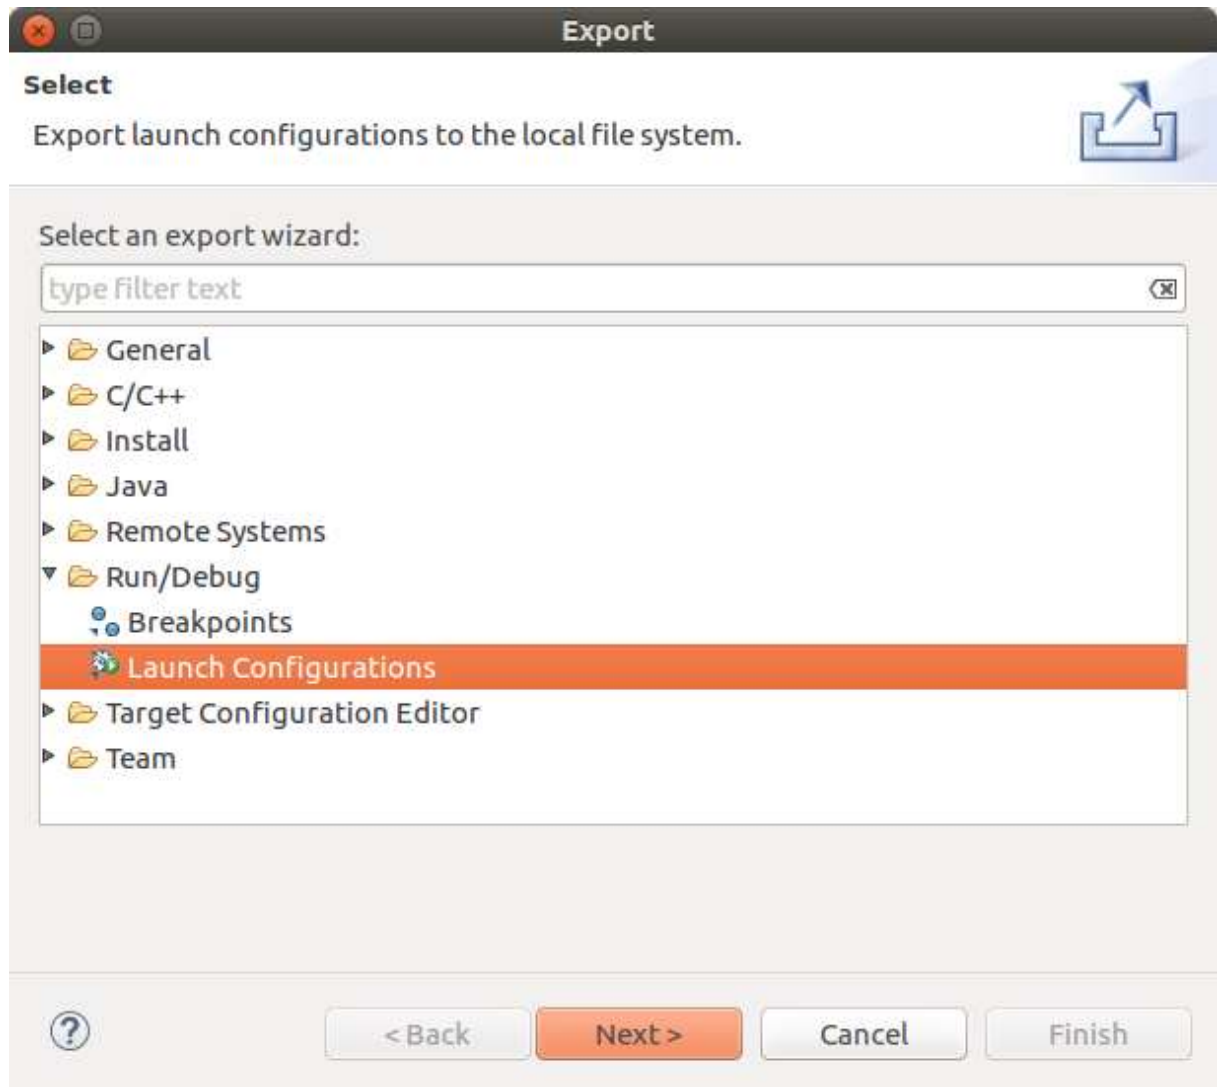 Export
Select
Export launch configurations to the local file system.
Select an export wizard:
type filter text
General
C/C++
Install
Java
Remote Systems
Run/Debug
Breakpoints
Launch Configurations
Target Configuration Editor
Team
? < Back Next > Cancel Finish